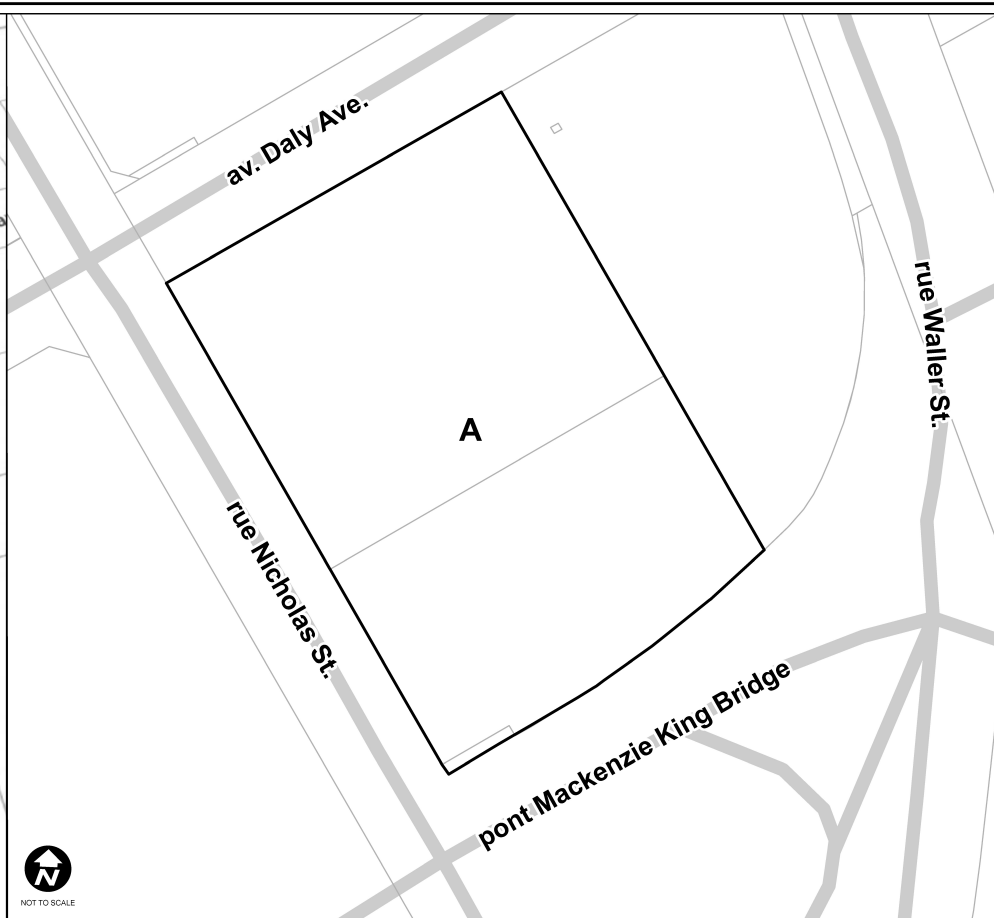 av. Daly Ave.
rue Waller St.
A
rue Nicholas St.
pont Mackenzie King Bridge
N
NOT TO SCALE